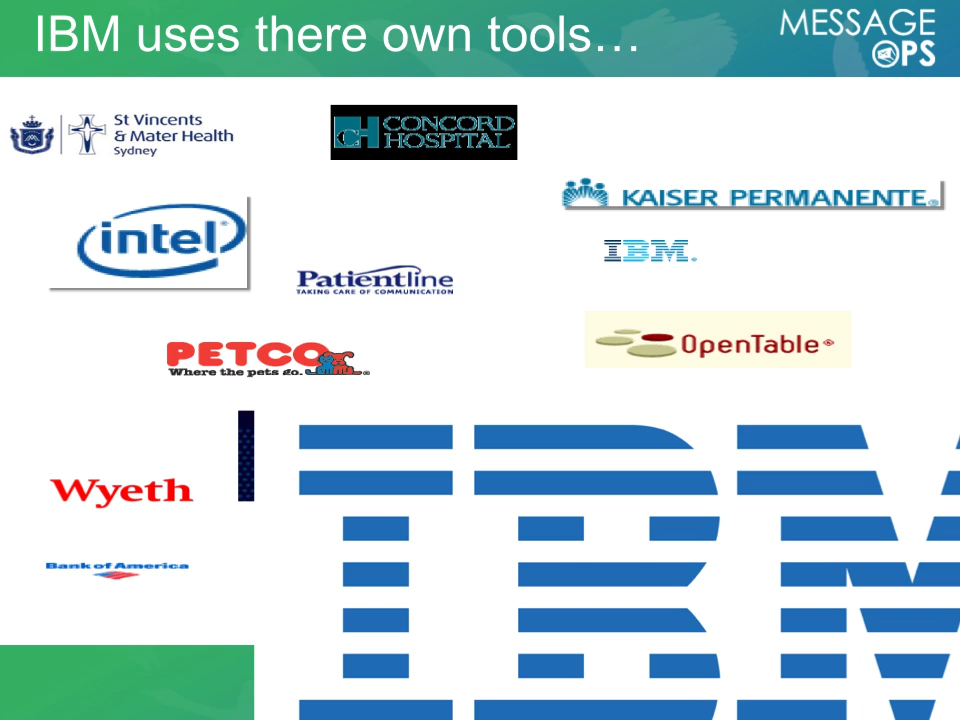 IBM uses there own tools…
MESSAGE
OPS
St Vincents
& Mater Health
Sydney
CH CONCORD
HOSPITAL
KAISER PERMANENTE®
intel®
IBM®
Patientline
TAKING CARE OF COMMUNICATION
PETCO
Where the pets go.®
OpenTable®
Wyeth
Bank of America
IBM